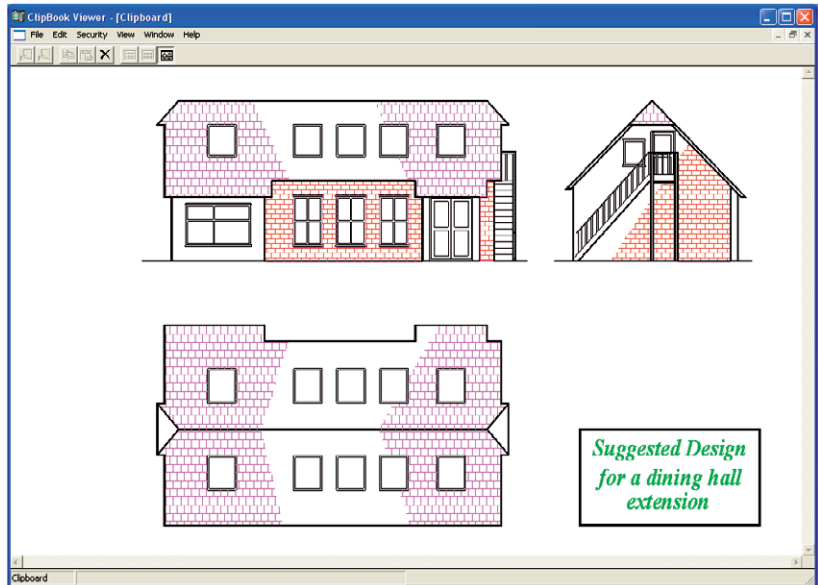 ClipBook Viewer - [Clipboard]
File Edit Security View Window Help
Suggested Design
for a dining hall
extension
Clipboard